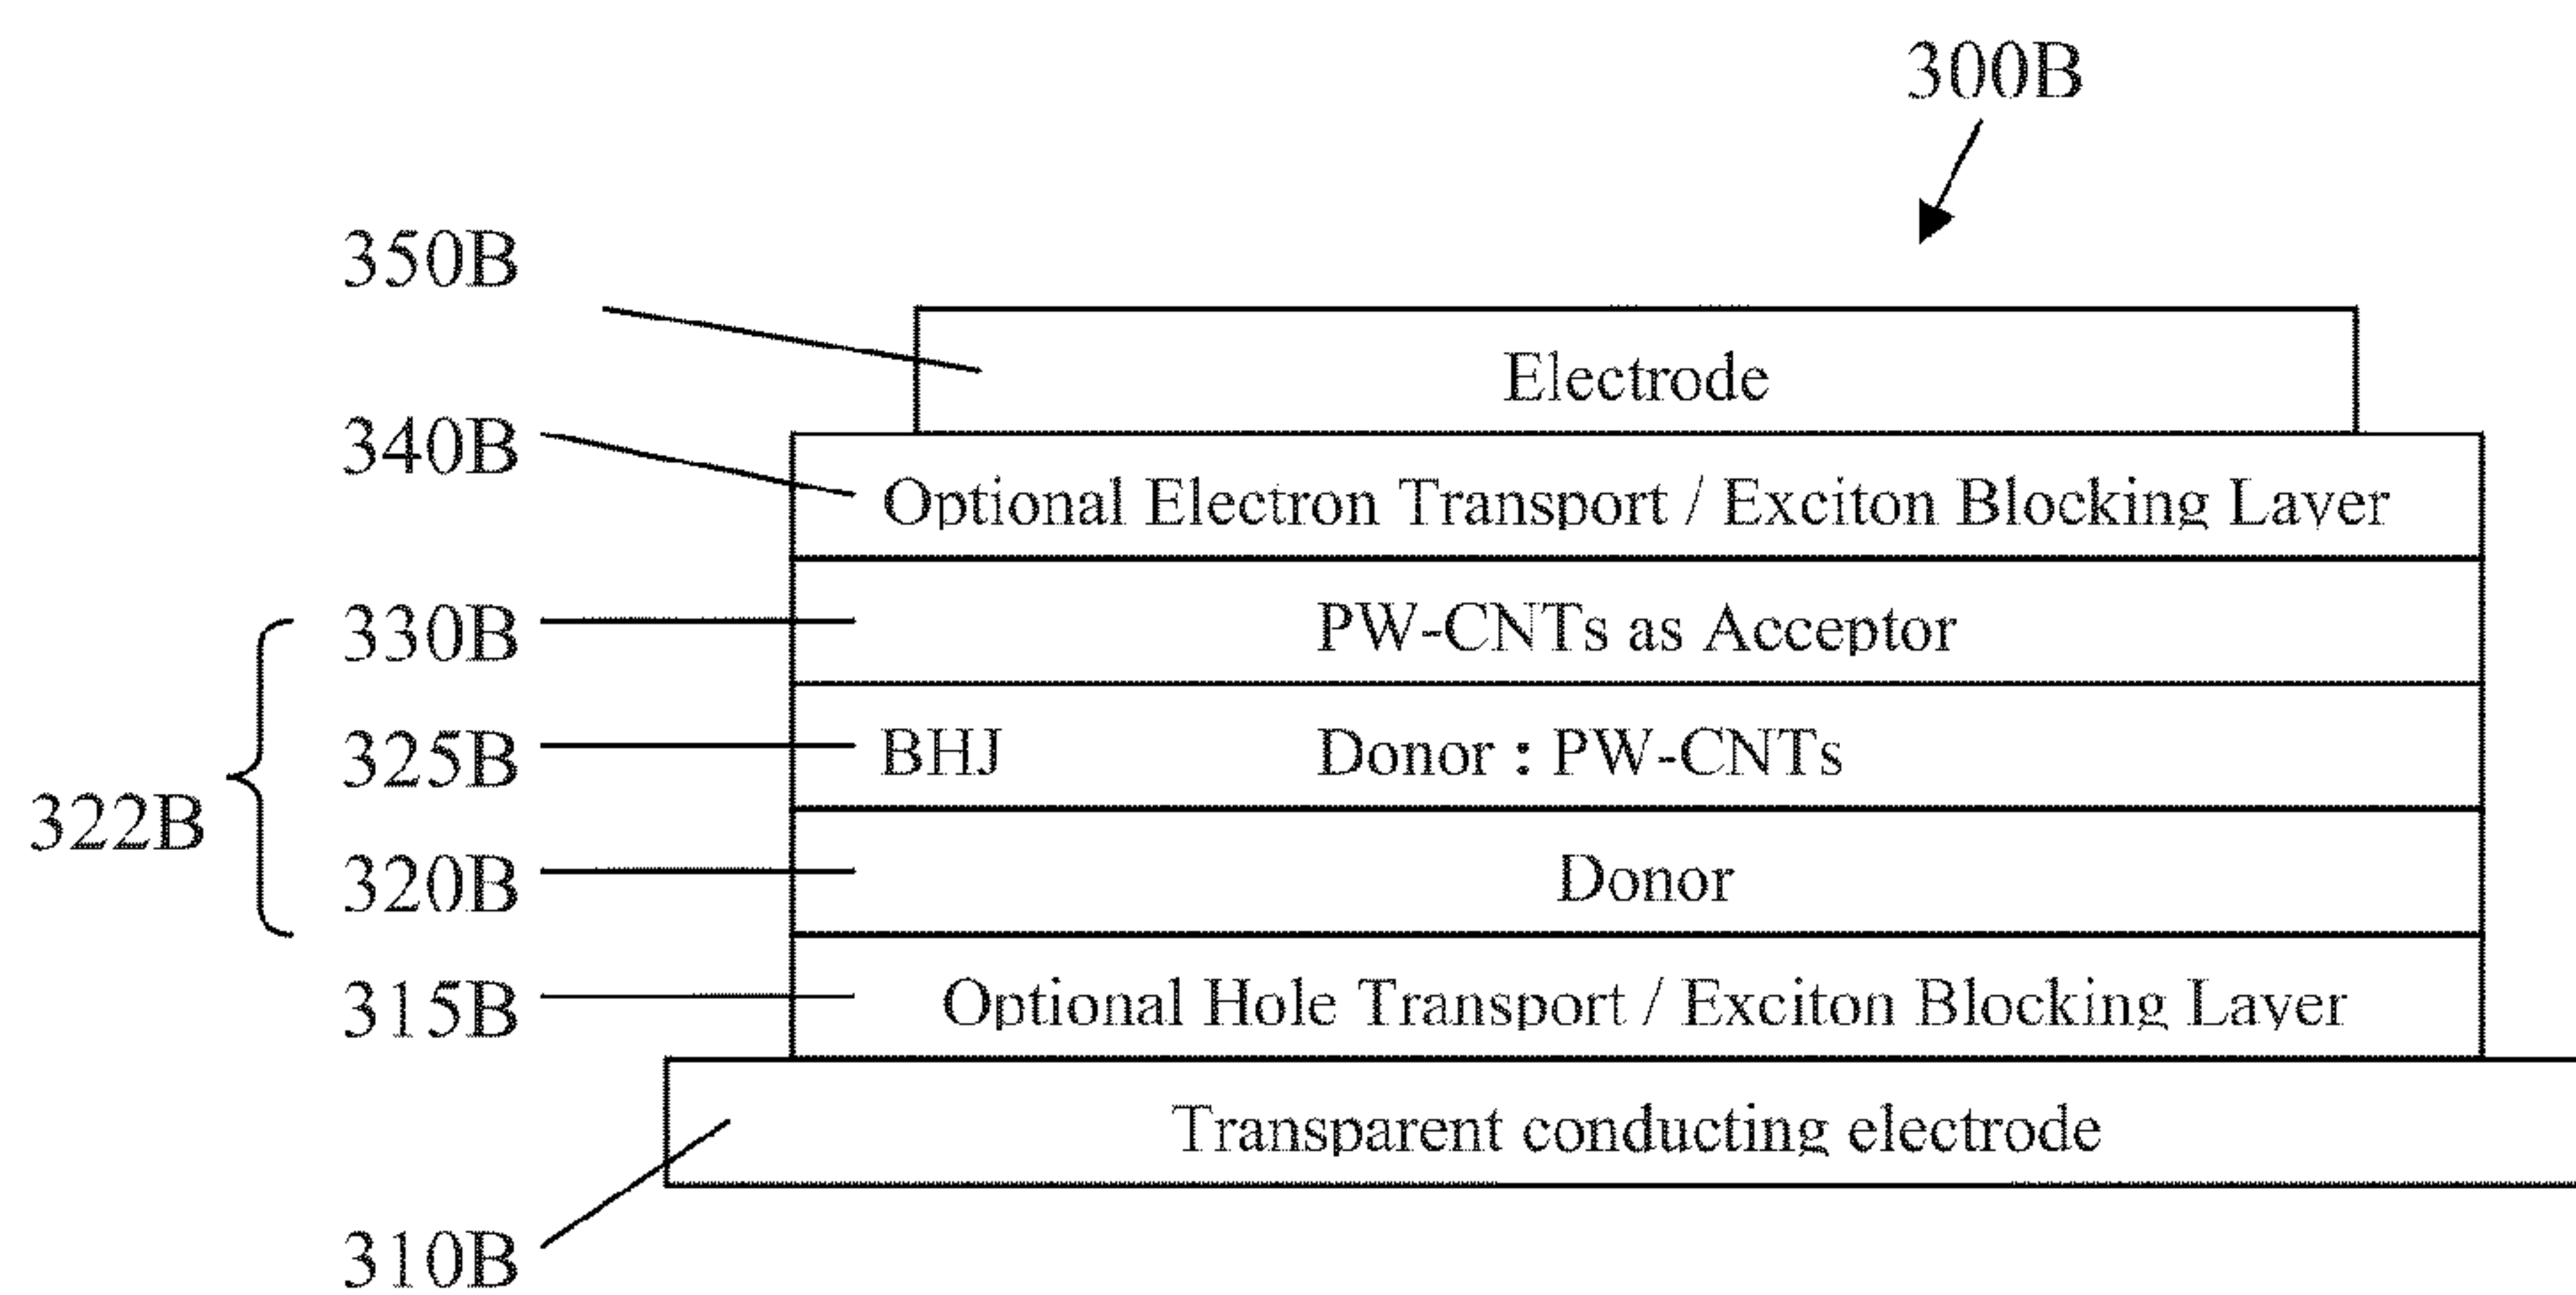 300B
350B
Electrode
340B
Optional Electron Transport / Exciton Blocking Layer
330B
PW-CNTs as Acceptor
325B
BHJ Donor : PW-CNTs
322B
320B
Donor
315B
Optional Hole Transport / Exciton Blocking Layer
Transparent conducting electrode
310B